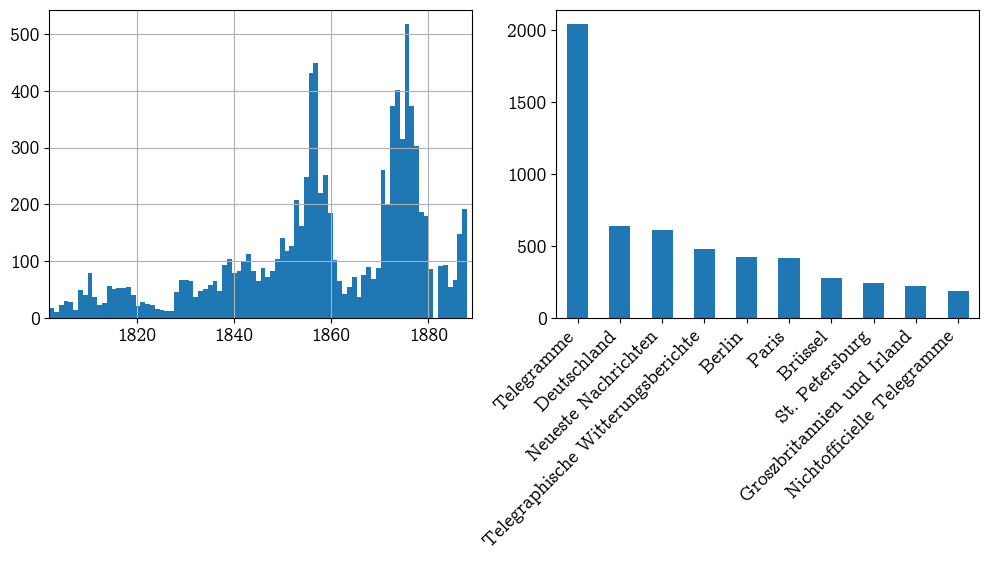 500
400
300
200
100
0
1820 1840 1860 1880
2000
1500
1000
500
0
Telegramme
Deutschland
Neueste Nachrichten
Telegraphische Witterungsberichte
Berlin
Paris
Brüssel
St. Petersburg
Groszbritannien und Irland
Nichtofficielle Telegramme